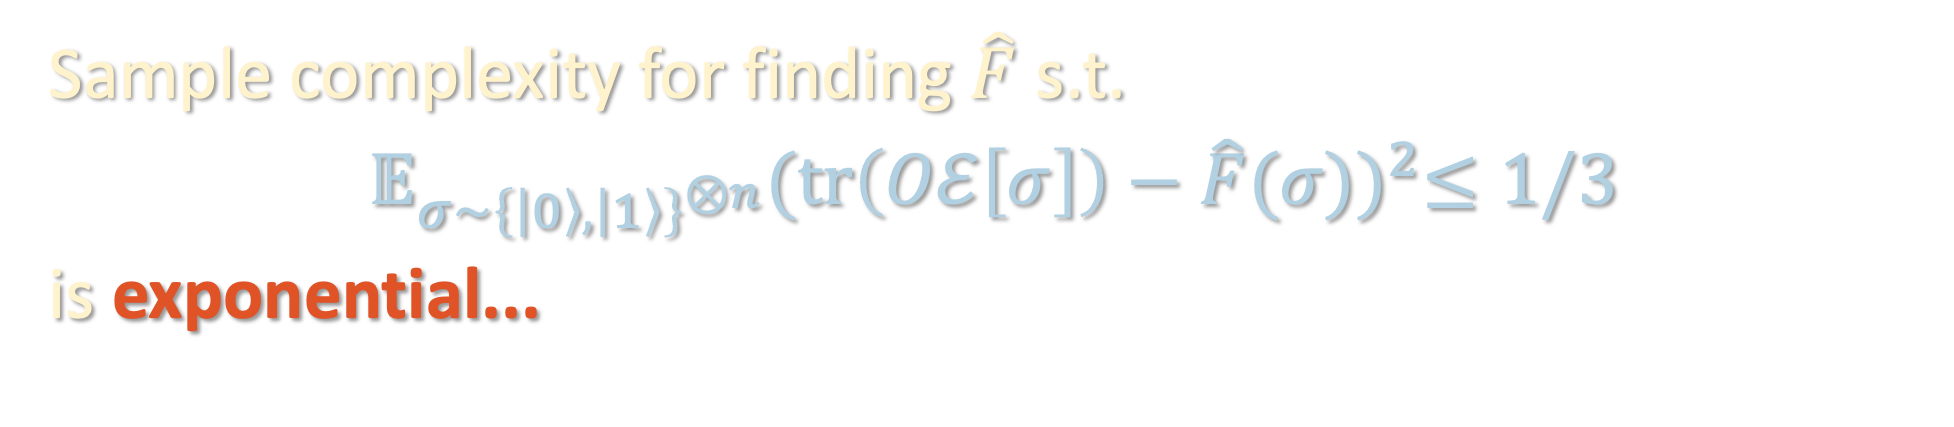 Sample complexity for finding F̂ s.t.
𝔼_{σ~{|0⟩,|1⟩}^{⊗n}}(tr(Oℰ[σ]) − F̂(σ))² ≤ 1/3
is exponential...